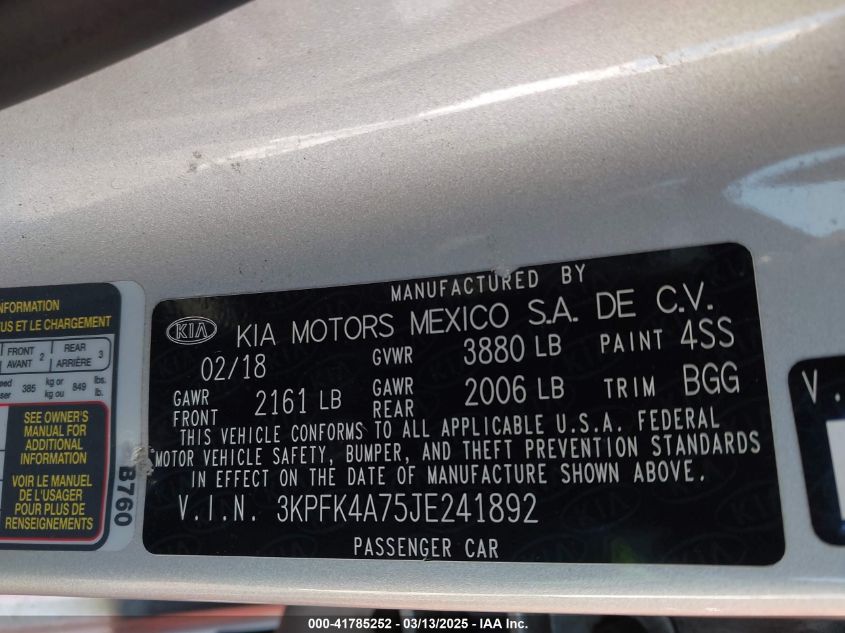 MANUFACTURED BY
KIA KIA MOTORS MEXICO S.A. DE C.V.
02/18 GVWR 3880 LB PAINT 4SS
GAWR FRONT 2161 LB GAWR REAR 2006 LB TRIM BGG
THIS VEHICLE CONFORMS TO ALL APPLICABLE U.S.A. FEDERAL
MOTOR VEHICLE SAFETY, BUMPER, AND THEFT PREVENTION STANDARDS
IN EFFECT ON THE DATE OF MANUFACTURE SHOWN ABOVE.
V.I.N. 3KPFK4A75JE241892
PASSENGER CAR
FRONT 2 REAR 3
AVANT ARRIÈRE
385 kg or 849 lbs.
kg ou lb.
ET LE CHARGEMENT
SEE OWNER'S
MANUAL FOR
ADDITIONAL
INFORMATION
VOIR LE MANUEL
DE L'USAGER
POUR PLUS DE
RENSEIGNEMENTS
B760
V.
000-41785252 - 03/13/2025 - IAA Inc.